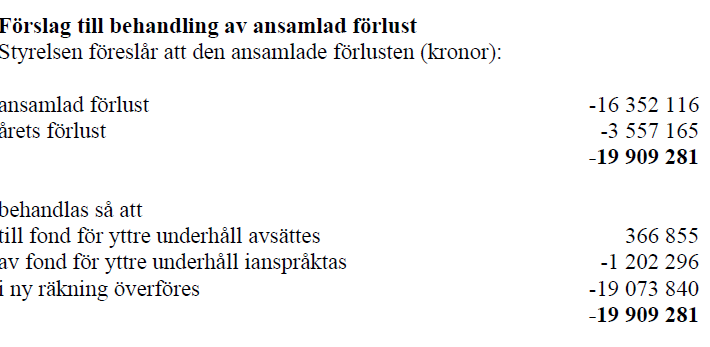 Förslag till behandling av ansamlad förlust
Styrelsen föreslår att den ansamlade förlusten (kronor):
ansamlad förlust -16 352 116
årets förlust -3 557 165
-19 909 281
behandlas så att
till fond för yttre underhåll avsättes 366 855
av fond för yttre underhåll ianspråktas -1 202 296
i ny räkning överföres -19 073 840
-19 909 281